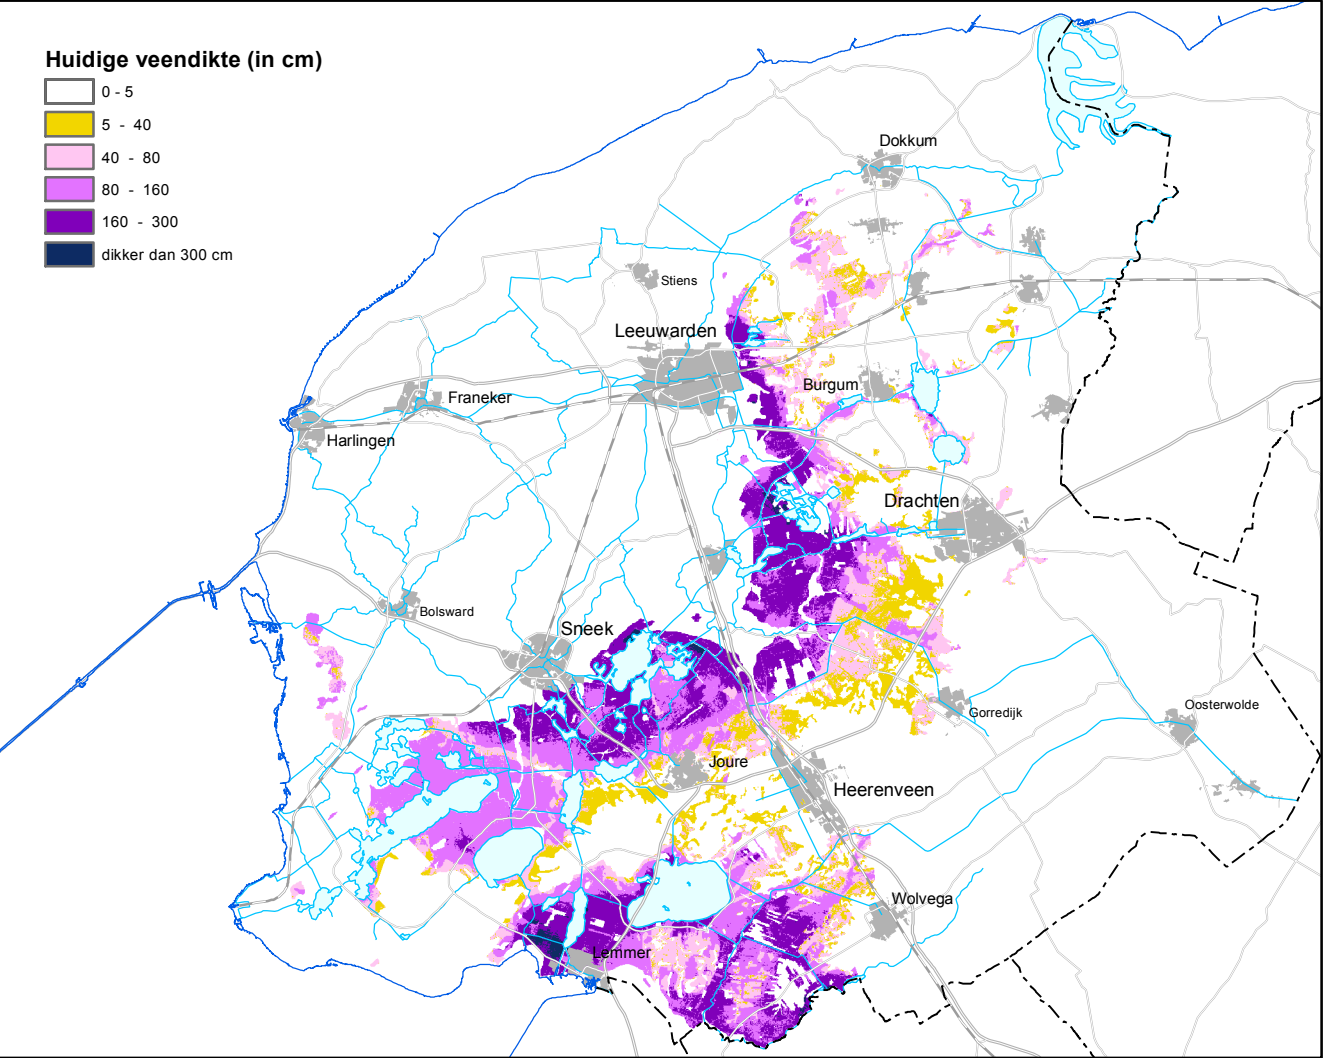 Huidige veendikte (in cm)
0 - 5
5 - 40
40 - 80
80 - 160
160 - 300
dikker dan 300 cm
Dokkum
Stiens
Leeuwarden
Burgum
Franeker
Harlingen
Drachten
Bolsward
Sneek
Gorredijk
Oosterwolde
Joure
Heerenveen
Wolvega
Lemmer